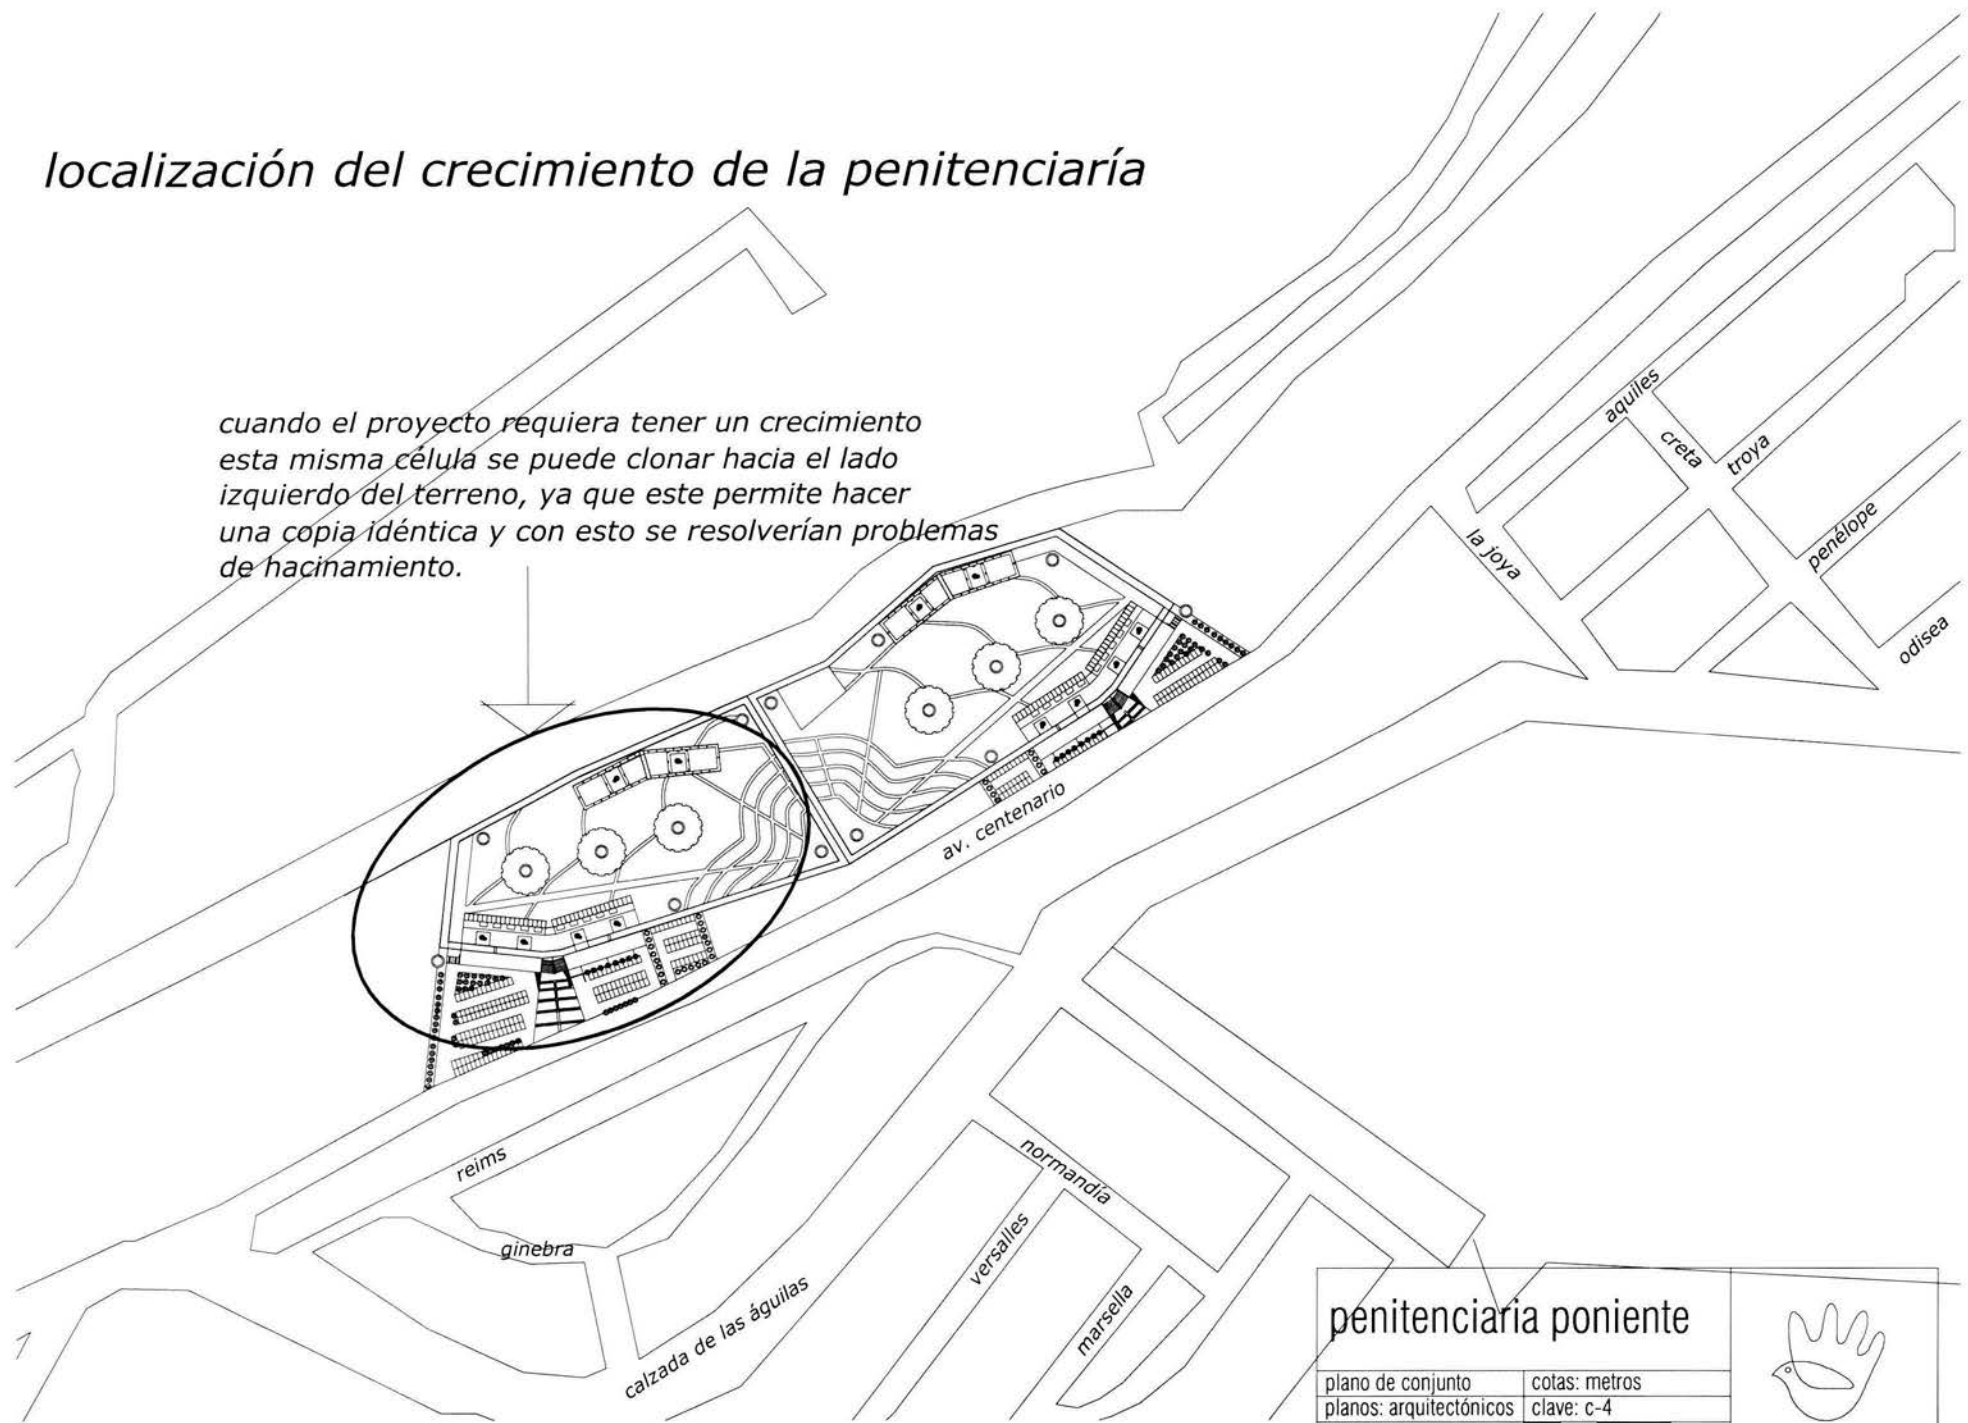 localización del crecimiento de la penitenciaría
cuando el proyecto requiera tener un crecimiento
esta misma célula se puede clonar hacia el lado
izquierdo del terreno, ya que este permite hacer
una copia idéntica y con esto se resolverían problemas
de hacinamiento.
aquiles
creta
troya
la joya
penélope
odisea
av. centenario
reims
normandía
ginebra
versalles
calzada de las águilas
marsella
penitenciaria poniente
plano de conjunto
cotas: metros
planos: arquitectónicos
clave: c-4